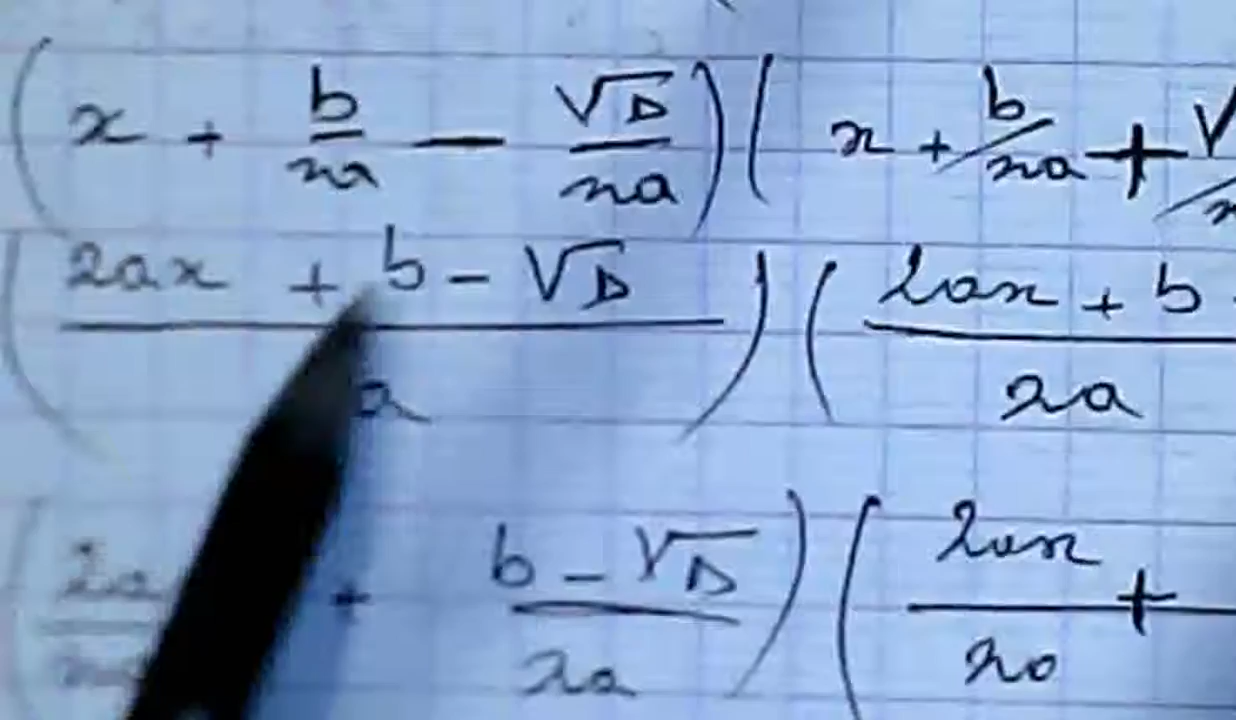 (x + b/2a - √Δ/2a)(x + b/2a + √
(2ax + b - √Δ / a)(2ax + b / 2a
2a + b - √Δ/2a)(2ax/2a +